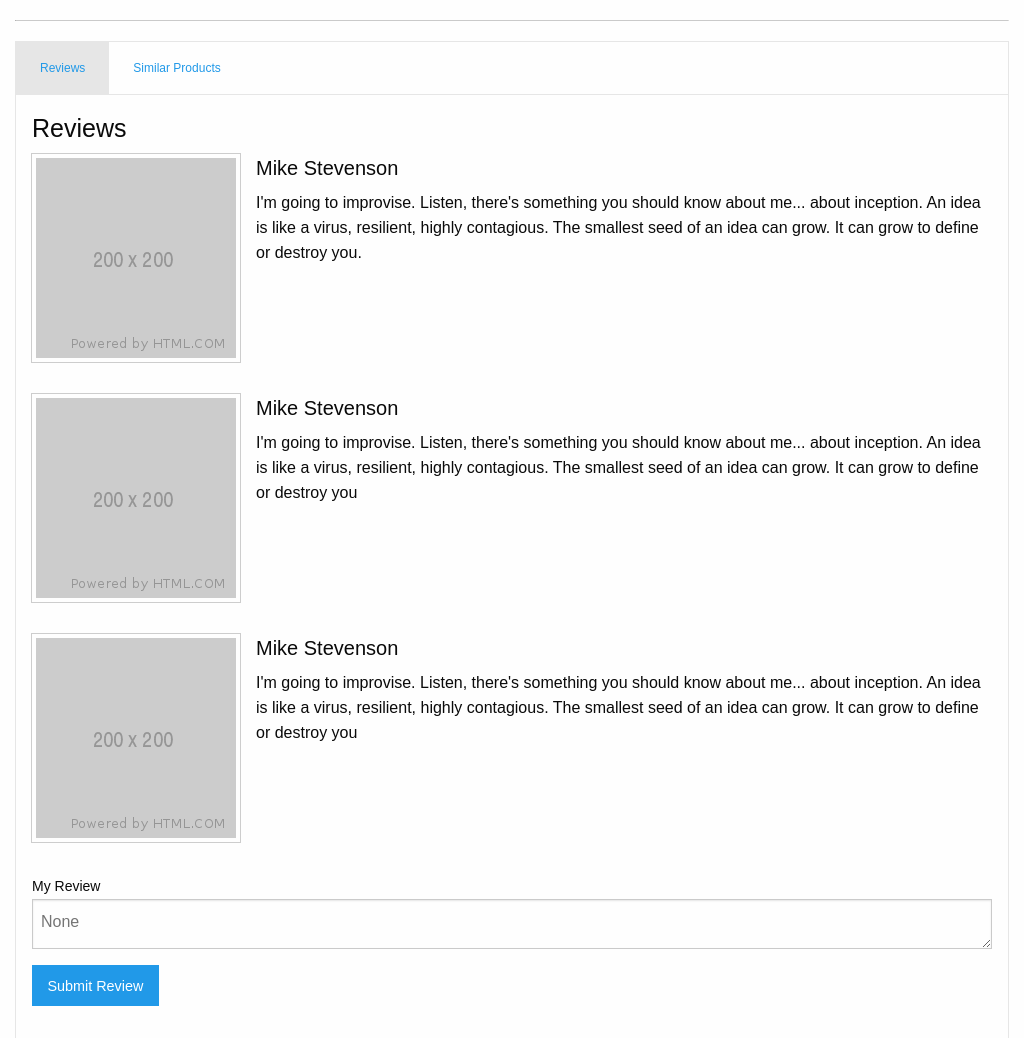 Reviews
Similar Products
Reviews
200 x 200
Powered by HTML.COM
Mike Stevenson
I'm going to improvise. Listen, there's something you should know about me... about inception. An idea
is like a virus, resilient, highly contagious. The smallest seed of an idea can grow. It can grow to define
or destroy you.
200 x 200
Powered by HTML.COM
Mike Stevenson
I'm going to improvise. Listen, there's something you should know about me... about inception. An idea
is like a virus, resilient, highly contagious. The smallest seed of an idea can grow. It can grow to define
or destroy you
200 x 200
Powered by HTML.COM
Mike Stevenson
I'm going to improvise. Listen, there's something you should know about me... about inception. An idea
is like a virus, resilient, highly contagious. The smallest seed of an idea can grow. It can grow to define
or destroy you
My Review
None
Submit Review